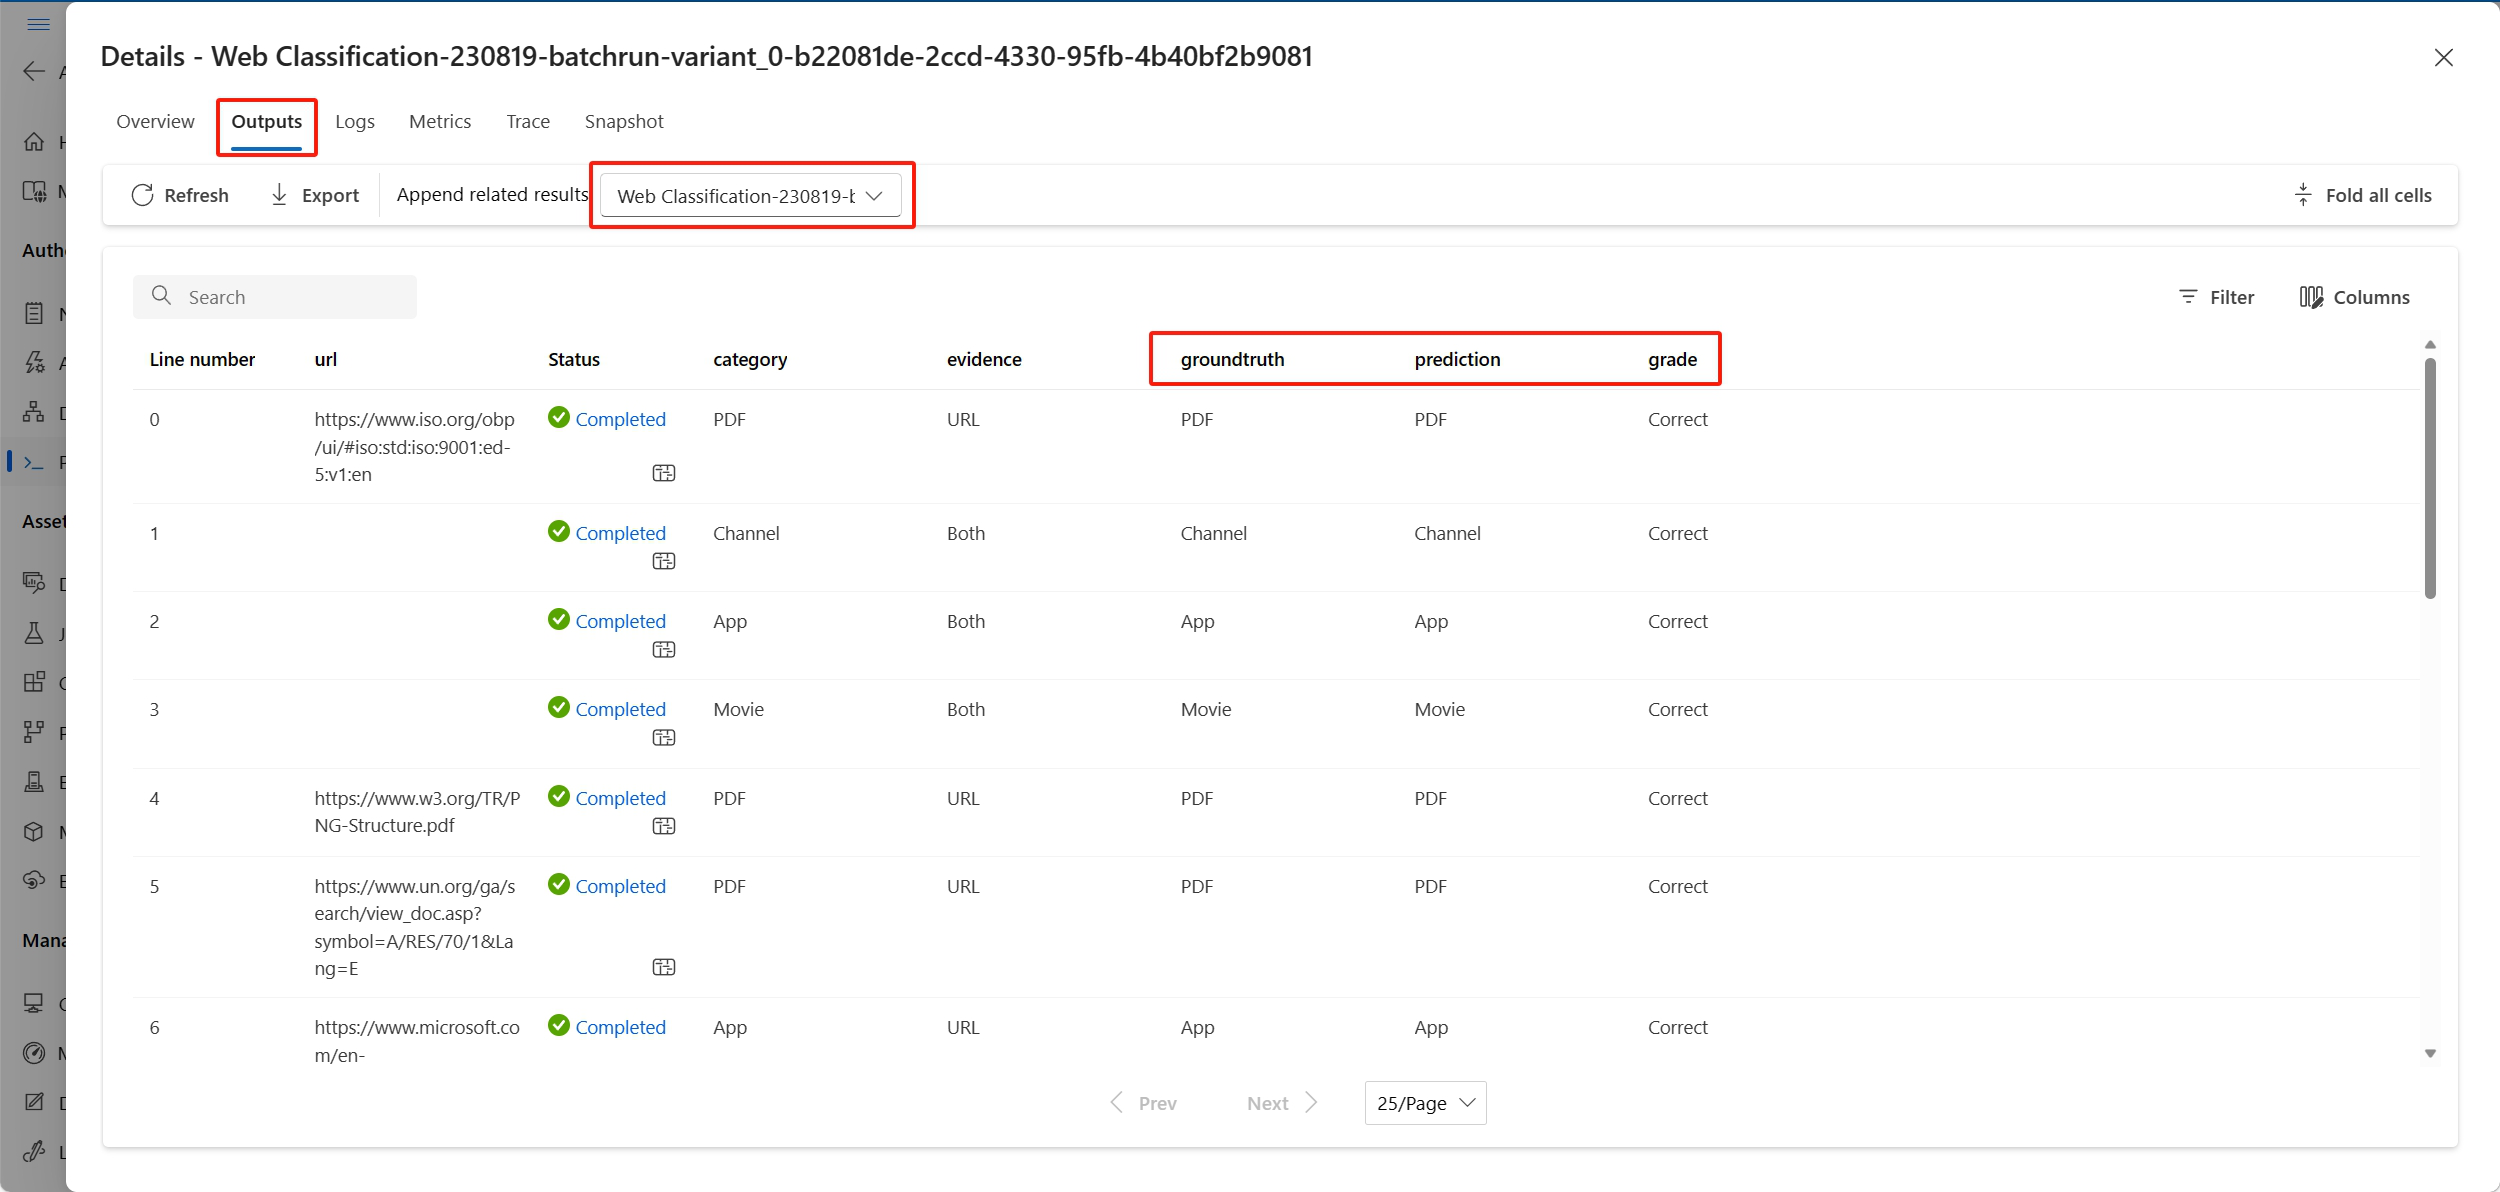 Details - Web Classification-230819-batchrun-variant_0-b22081de-2ccd-4330-95fb-4b40bf2b9081
Overview Outputs Logs Metrics Trace Snapshot
Refresh Export Append related results Web Classification-230819-b Fold all cells
Search Filter Columns
Line number url Status category evidence groundtruth prediction grade
0 https://www.iso.org/obp Completed PDF URL PDF PDF Correct
/ui/#iso:std:iso:9001:ed-
5:v1:en
1 Completed Channel Both Channel Channel Correct
2 Completed App Both App App Correct
3 Completed Movie Both Movie Movie Correct
4 https://www.w3.org/TR/P Completed PDF URL PDF PDF Correct
NG-Structure.pdf
5 https://www.un.org/ga/s Completed PDF URL PDF PDF Correct
earch/view_doc.asp?
symbol=A/RES/70/1&La
ng=E
6 https://www.microsoft.co Completed App URL App App Correct
m/en-
Prev Next 25/Page